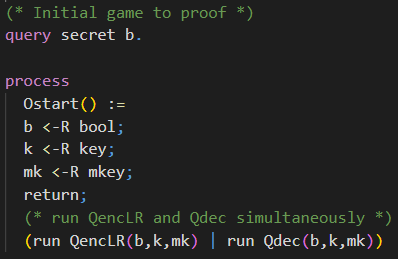 (* Initial game to proof *)
query secret b.

process
  Ostart() :=
  b <-R bool;
  k <-R key;
  mk <-R mkey;
  return;
  (* run QencLR and Qdec simultaneously *)
  (run QencLR(b,k,mk) | run Qdec(b,k,mk))